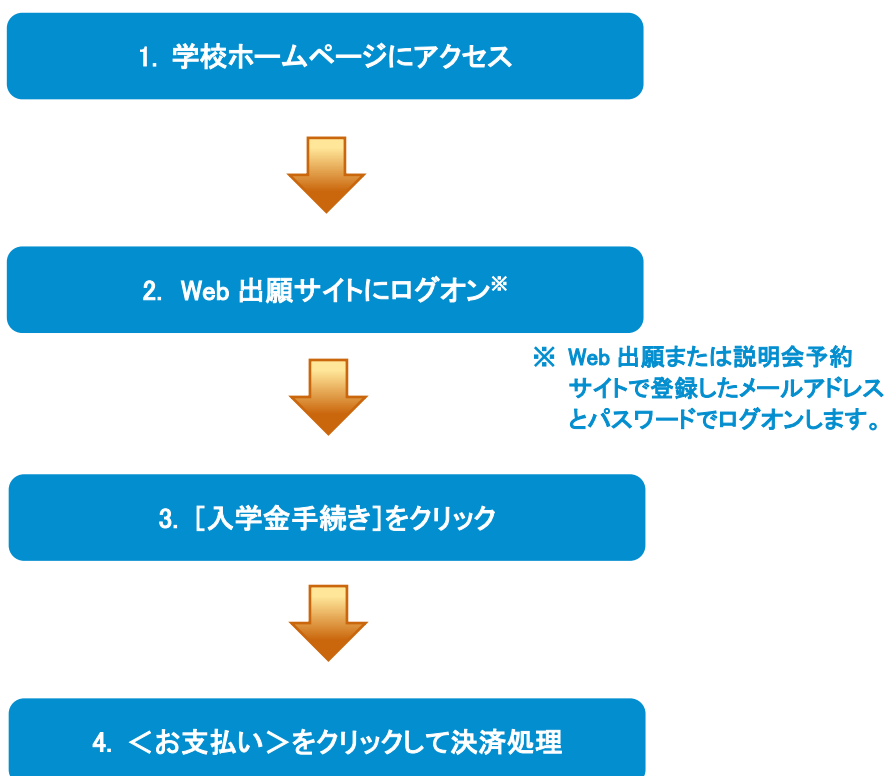 1. 学校ホームページにアクセス
2. Web 出願サイトにログオン※
※ Web 出願または説明会予約
サイトで登録したメールアドレス
とパスワードでログオンします。
3. [入学金手続き]をクリック
4. ＜お支払い＞をクリックして決済処理